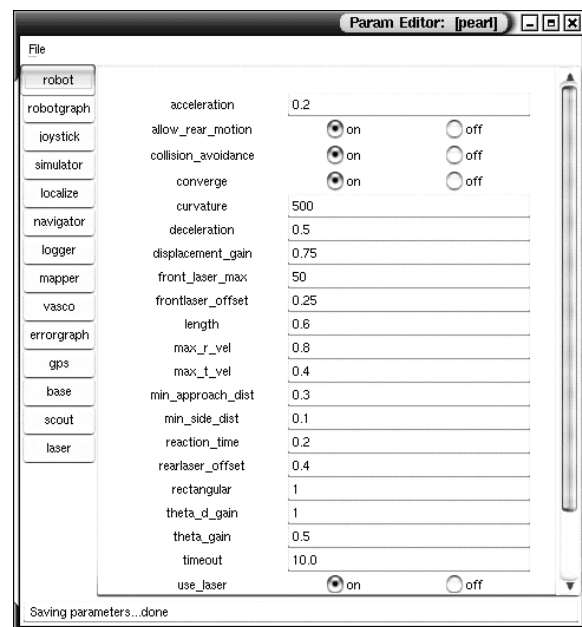 Param Editor: [pearl]
File
robot
robotgraph
joystick
simulator
localize
navigator
logger
mapper
vasco
errorgraph
gps
base
scout
laser
acceleration 0.2
allow_rear_motion on off
collision_avoidance on off
converge on off
curvature 500
deceleration 0.5
displacement_gain 0.75
front_laser_max 50
frontlaser_offset 0.25
length 0.6
max_r_vel 0.8
max_t_vel 0.4
min_approach_dist 0.3
min_side_dist 0.1
reaction_time 0.2
rearlaser_offset 0.4
rectangular 1
theta_d_gain 1
theta_gain 0.5
timeout 10.0
use_laser on off
Saving parameters...done